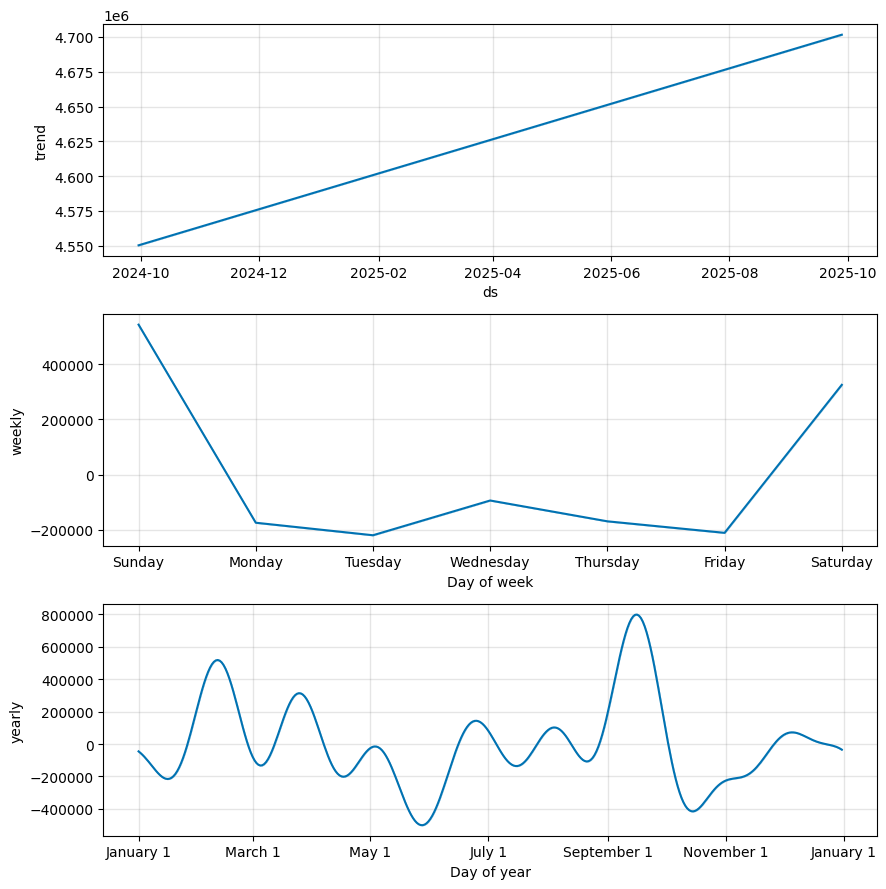 1e6
4.700
4.675
4.650
4.625
4.600
4.575
4.550
trend
2024-10 2024-12 2025-02 2025-04 2025-06 2025-08 2025-10
ds
400000
200000
0
−200000
weekly
Sunday Monday Tuesday Wednesday Thursday Friday Saturday
Day of week
800000
600000
400000
200000
0
−200000
−400000
yearly
January 1 March 1 May 1 July 1 September 1 November 1 January 1
Day of year